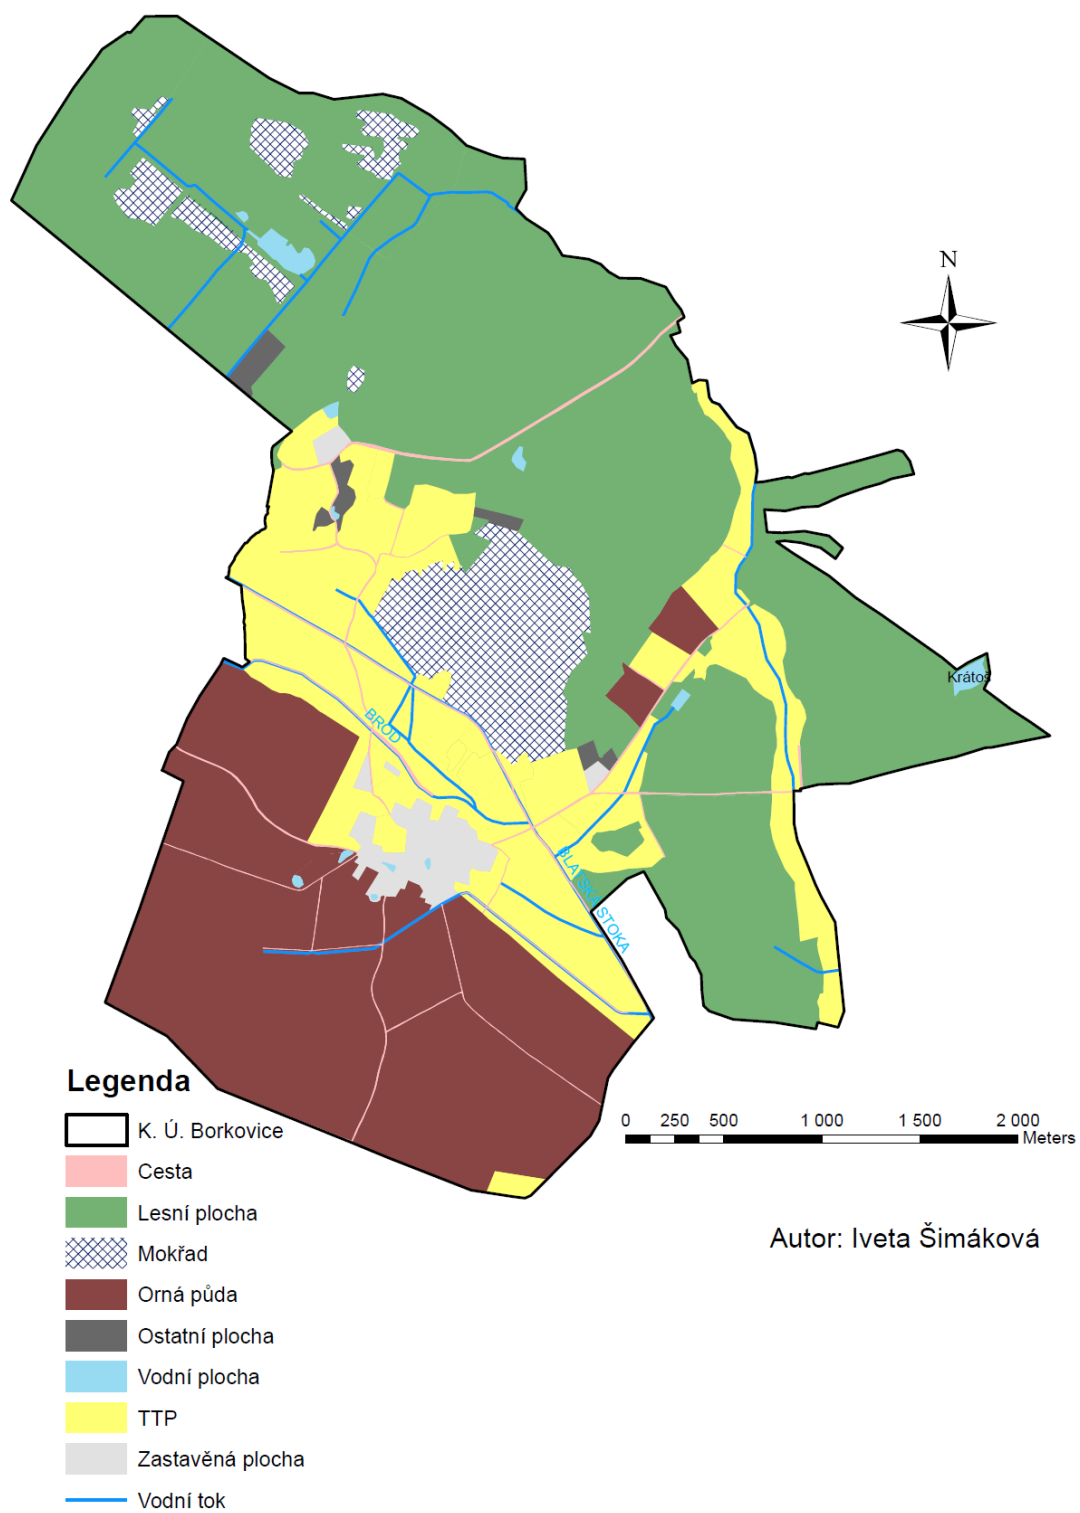 N
Krátoš
BROD
BLATSKÁ STOKA
Legenda
K. Ú. Borkovice
Cesta
Lesní plocha
Mokřad
Orná půda
Ostatní plocha
Vodní plocha
TTP
Zastavěná plocha
Vodní tok
0 250 500 1 000 1 500 2 000
Meters
Autor: Iveta Šimáková